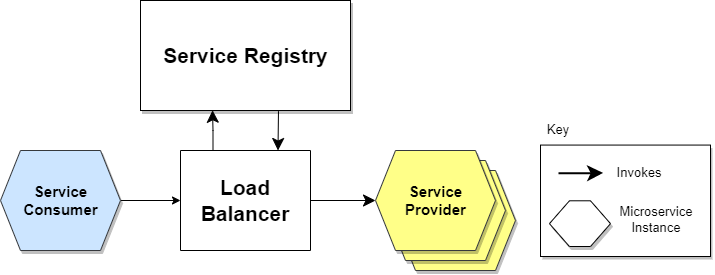 Service Registry
Service
Consumer
Load
Balancer
Service
Provider
Key
Invokes
Microservice
Instance